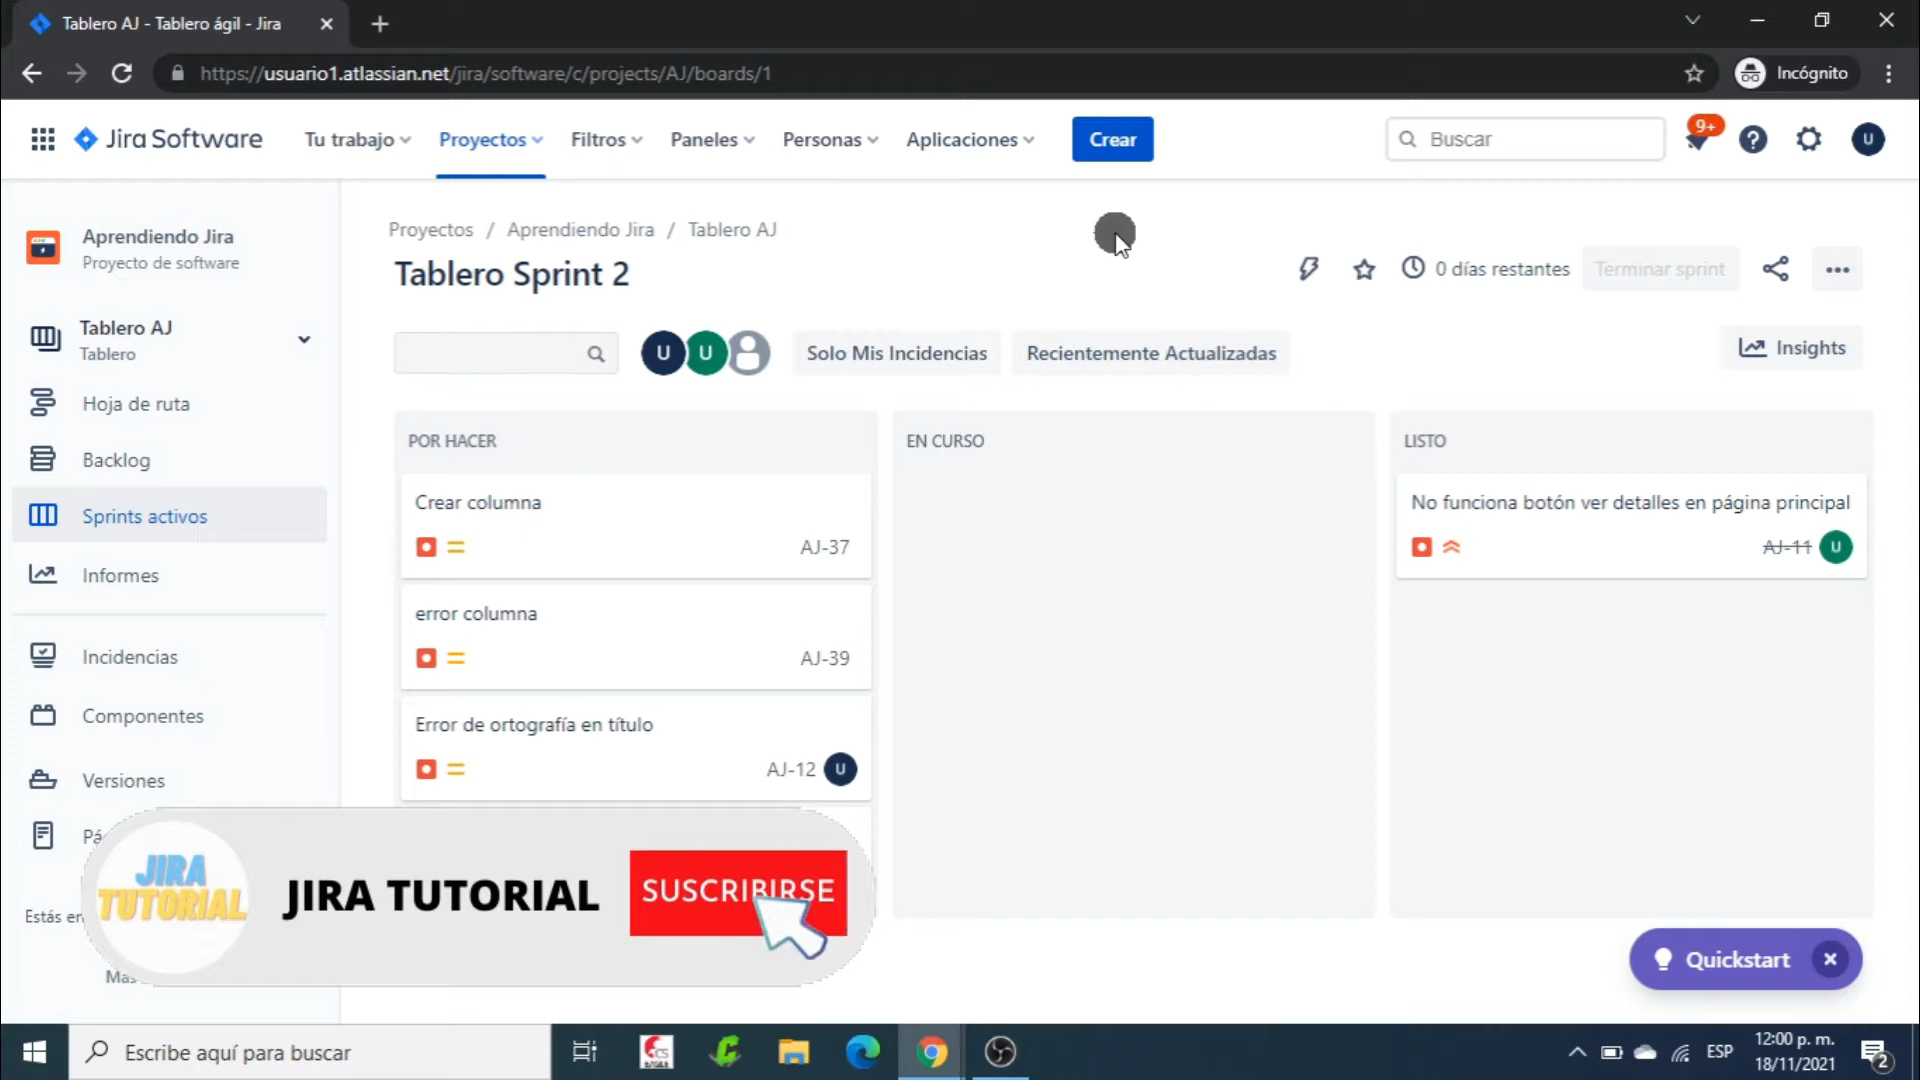 Tablero AJ - Tablero ágil - Jira
https://usuario1.atlassian.net/jira/software/c/projects/AJ/boards/1
Incógnito
Jira Software
Tu trabajo
Proyectos
Filtros
Paneles
Personas
Aplicaciones
Crear
Buscar
9+
?
U
Aprendiendo Jira
Proyecto de software
Tablero AJ
Tablero
Hoja de ruta
Backlog
Sprints activos
Informes
Incidencias
Componentes
Versiones
Proyectos / Aprendiendo Jira / Tablero AJ
Tablero Sprint 2
0 días restantes
Terminar sprint
U
U
Solo Mis Incidencias
Recientemente Actualizadas
Insights
POR HACER
Crear columna
AJ-37
error columna
AJ-39
Error de ortografía en título
AJ-12
U
EN CURSO
LISTO
No funciona botón ver detalles en página principal
AJ-11
U
JIRA
TUTORIAL
JIRA TUTORIAL
SUSCRIBIRSE
Estás
Quickstart
Escribe aquí para buscar
CS
EAGLE
ESP
12:00 p. m.
18/11/2021
2